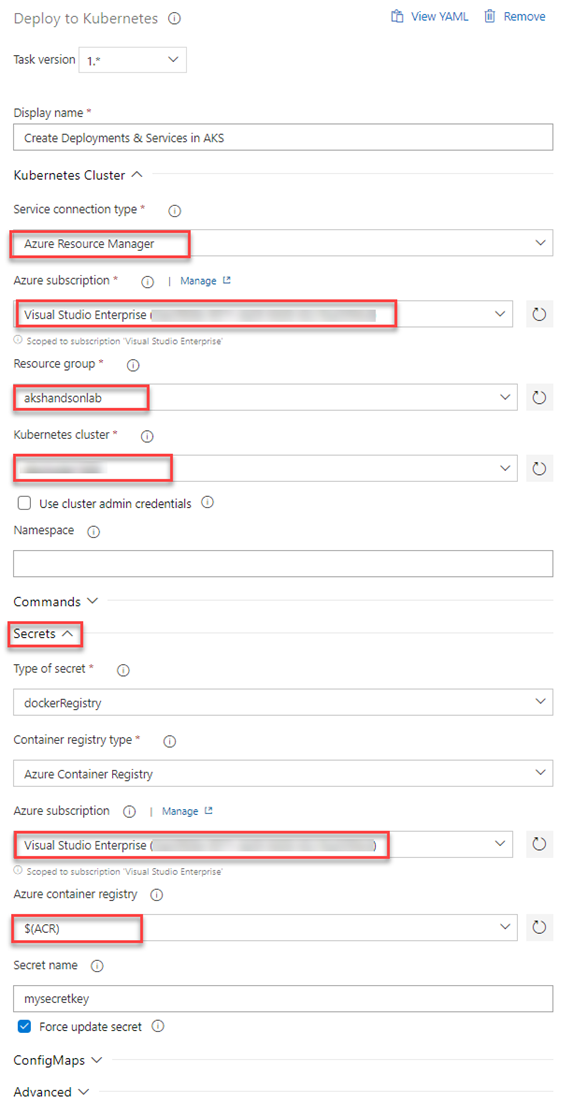 Deploy to Kubernetes
View YAML
Remove
Task version
1.*
Display name *
Create Deployments & Services in AKS
Kubernetes Cluster
Service connection type *
Azure Resource Manager
Azure subscription *
| Manage
Visual Studio Enterprise (
Scoped to subscription 'Visual Studio Enterprise'
Resource group *
akshandsonlab
Kubernetes cluster *
Use cluster admin credentials
Namespace
Commands
Secrets
Type of secret *
dockerRegistry
Container registry type *
Azure Container Registry
Azure subscription
| Manage
Visual Studio Enterprise ( )
Scoped to subscription 'Visual Studio Enterprise'
Azure container registry
$(ACR)
Secret name
mysecretkey
Force update secret
ConfigMaps
Advanced